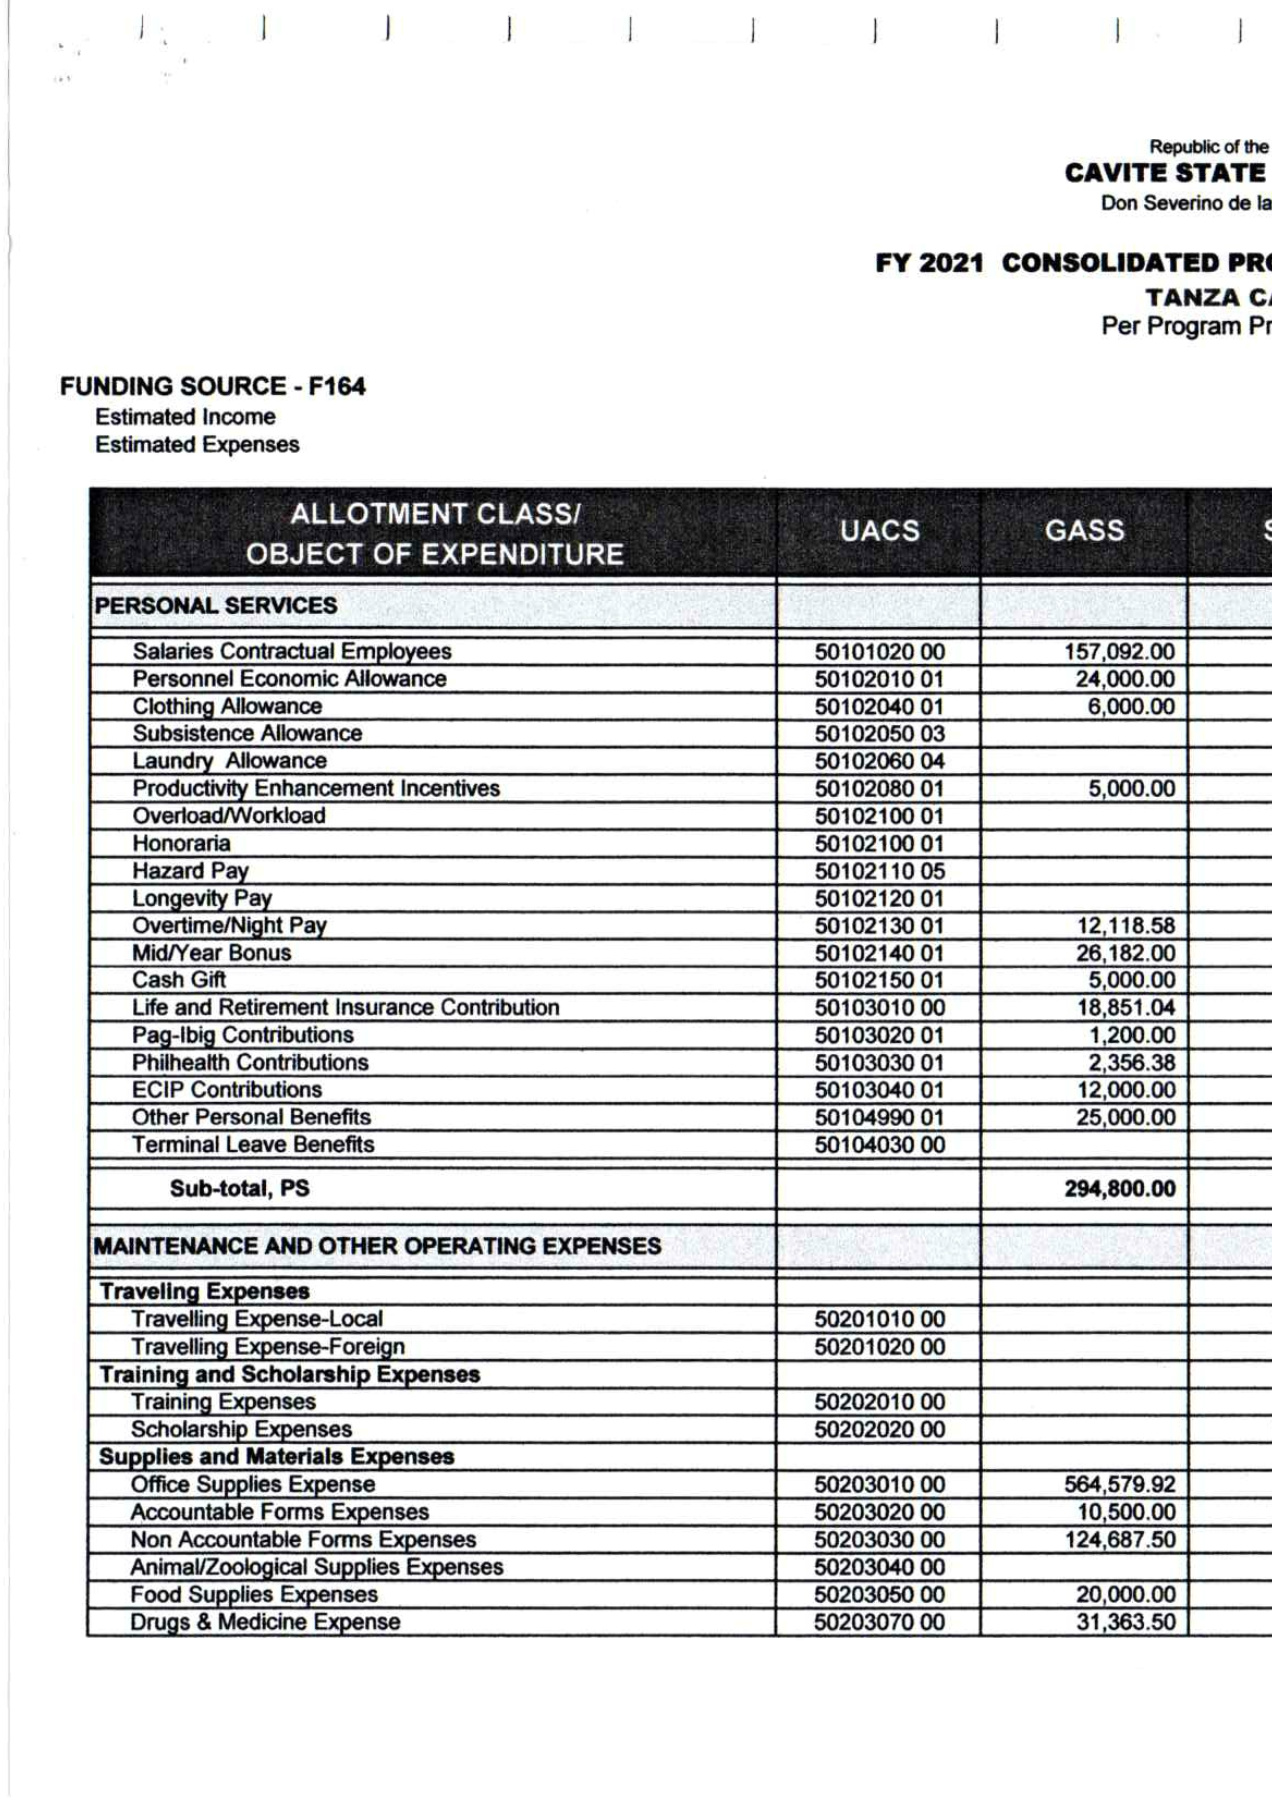 Republic of the
CAVITE STATE
Don Severino de la
FY 2021 CONSOLIDATED PRO
TANZA CA
Per Program Pr
FUNDING SOURCE - F164
Estimated Income
Estimated Expenses
ALLOTMENT CLASS/
OBJECT OF EXPENDITURE UACS GASS S
PERSONAL SERVICES
Salaries Contractual Employees 50101020 00 157,092.00
Personnel Economic Allowance 50102010 01 24,000.00
Clothing Allowance 50102040 01 6,000.00
Subsistence Allowance 50102050 03
Laundry Allowance 50102060 04
Productivity Enhancement Incentives 50102080 01 5,000.00
Overload/Workload 50102100 01
Honoraria 50102100 01
Hazard Pay 50102110 05
Longevity Pay 50102120 01
Overtime/Night Pay 50102130 01 12,118.58
Mid/Year Bonus 50102140 01 26,182.00
Cash Gift 50102150 01 5,000.00
Life and Retirement Insurance Contribution 50103010 00 18,851.04
Pag-Ibig Contributions 50103020 01 1,200.00
Philhealth Contributions 50103030 01 2,356.38
ECIP Contributions 50103040 01 12,000.00
Other Personal Benefits 50104990 01 25,000.00
Terminal Leave Benefits 50104030 00
Sub-total, PS 294,800.00
MAINTENANCE AND OTHER OPERATING EXPENSES
Traveling Expenses
Travelling Expense-Local 50201010 00
Travelling Expense-Foreign 50201020 00
Training and Scholarship Expenses
Training Expenses 50202010 00
Scholarship Expenses 50202020 00
Supplies and Materials Expenses
Office Supplies Expense 50203010 00 564,579.92
Accountable Forms Expenses 50203020 00 10,500.00
Non Accountable Forms Expenses 50203030 00 124,687.50
Animal/Zoological Supplies Expenses 50203040 00
Food Supplies Expenses 50203050 00 20,000.00
Drugs & Medicine Expense 50203070 00 31,363.50